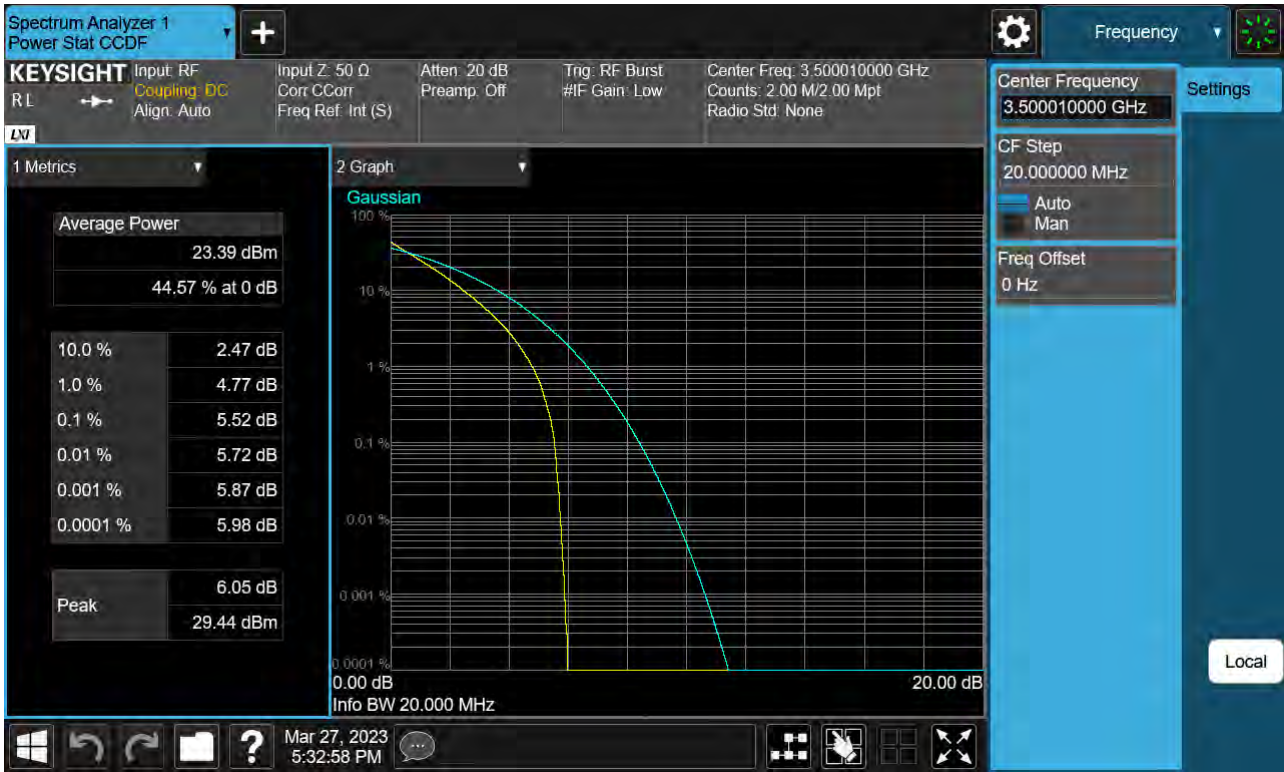 Spectrum Analyzer 1
Power Stat CCDF
Frequency
KEYSIGHT
RL
LXI
Input: RF
Coupling: DC
Align: Auto
Input Z: 50 Ω
Corr CCorr
Freq Ref: Int (S)
Atten: 20 dB
Preamp: Off
Trig: RF Burst
#IF Gain: Low
Center Freq: 3.500010000 GHz
Counts: 2.00 M/2.00 Mpt
Radio Std: None
Center Frequency
3.500010000 GHz
Settings
CF Step
20.000000 MHz
Auto
Man
Freq Offset
0 Hz
Local
1 Metrics
Average Power
23.39 dBm
44.57 % at 0 dB
10.0 % 2.47 dB
1.0 % 4.77 dB
0.1 % 5.52 dB
0.01 % 5.72 dB
0.001 % 5.87 dB
0.0001 % 5.98 dB
Peak
6.05 dB
29.44 dBm
2 Graph
Gaussian
100 %
10 %
1 %
0.1 %
0.01 %
0.001 %
0.0001 %
0.00 dB 20.00 dB
Info BW 20.000 MHz
Mar 27, 2023
5:32:58 PM